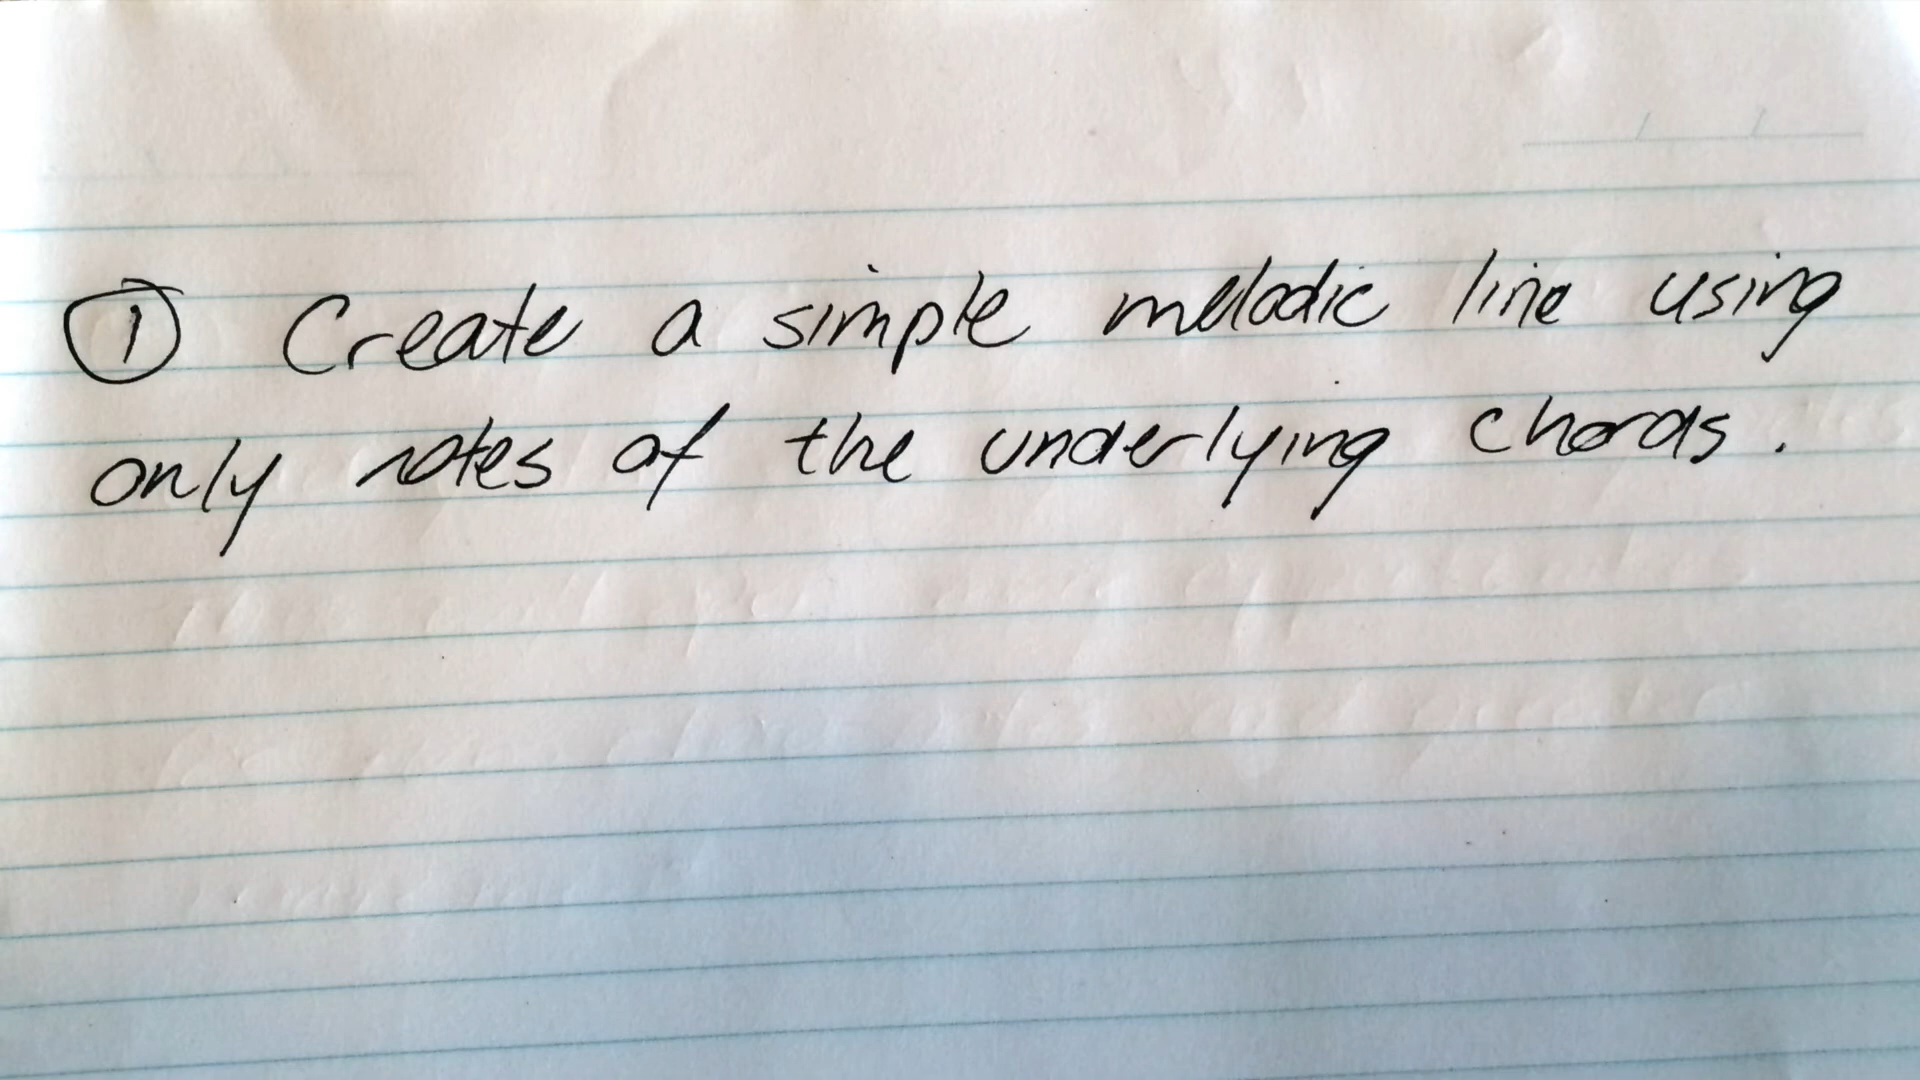 ① Create a simple melodic line using
only notes of the underlying chords.